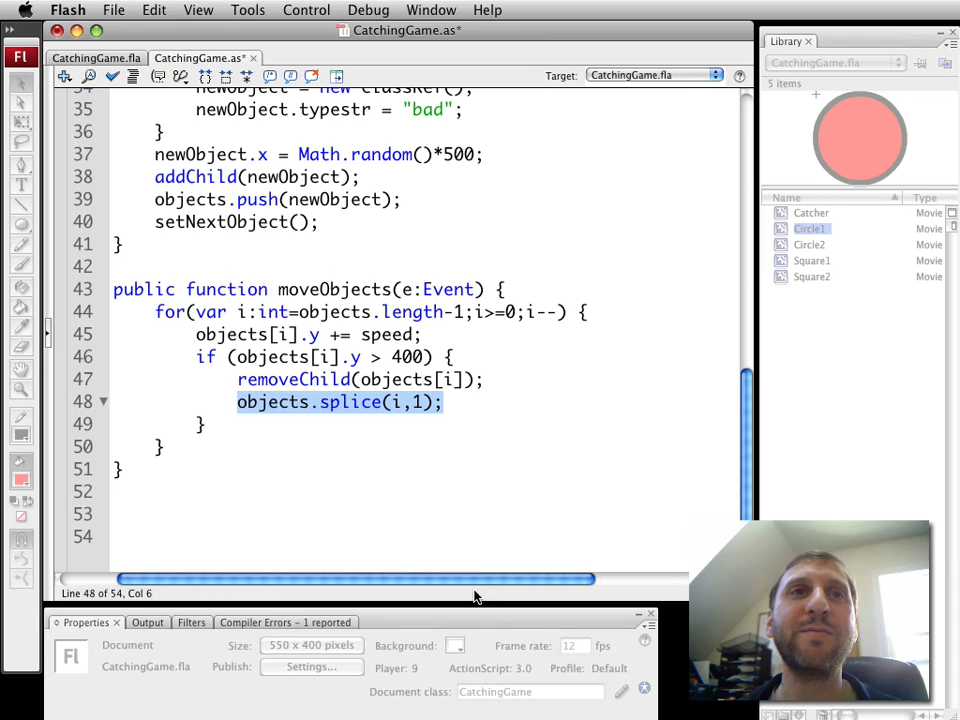 Flash File Edit View Tools Control Debug Window Help
CatchingGame.as*
CatchingGame.fla
CatchingGame.as*
Target: CatchingGame.fla
newObject = new classRef();
35 newObject.typestr = "bad";
36 }
37 newObject.x = Math.random()*500;
38 addChild(newObject);
39 objects.push(newObject);
40 setNextObject();
41 }
42
43 public function moveObjects(e:Event) {
44 for(var i:int=objects.length-1;i>=0;i--) {
45 objects[i].y += speed;
46 if (objects[i].y > 400) {
47 removeChild(objects[i]);
48 objects.splice(i,1);
49 }
50 }
51 }
52
53
54
Line 48 of 54, Col 6
Properties Output Filters Compiler Errors - 1 reported
Fl
Document Size: 550 x 400 pixels Background: Frame rate: 12 fps
CatchingGame.fla Publish: Settings... Player: 9 ActionScript: 3.0 Profile: Default
Document class: CatchingGame
Fl
Library
CatchingGame.fla
5 items
Name Type
Catcher Movie
Circle1 Movie
Circle2 Movie
Square1 Movie
Square2 Movie